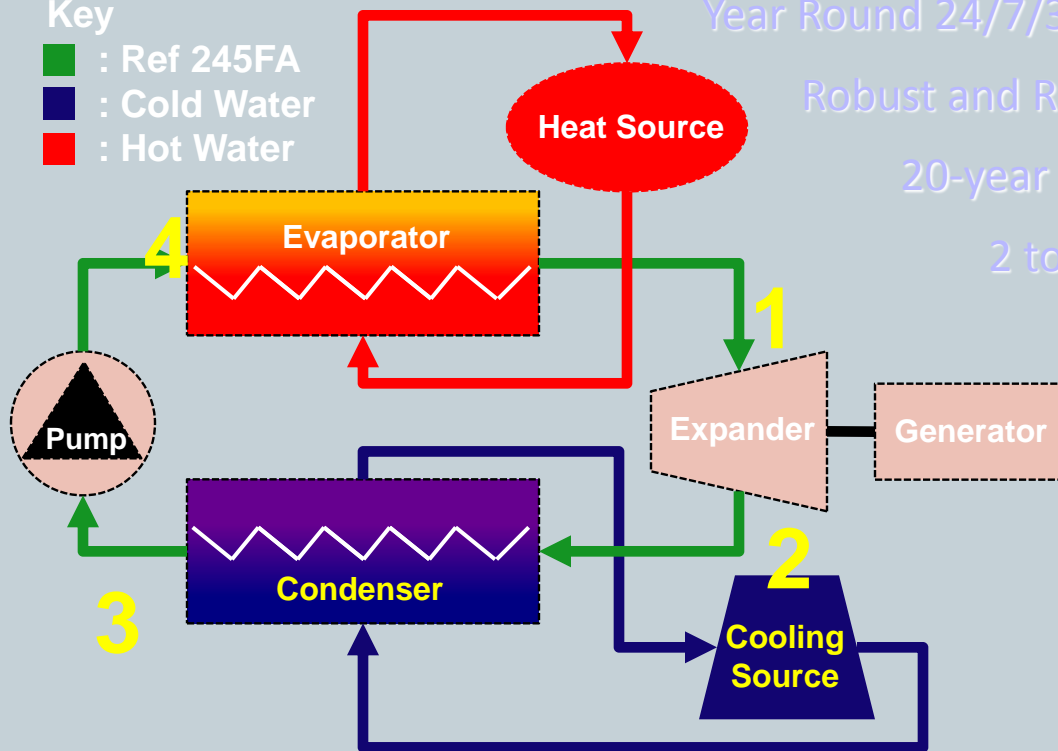 Key
: Ref 245FA
: Cold Water
: Hot Water
Year Round 24/7/3
Robust and R
20-year
2 to
Heat Source
Evaporator
4
1
Pump
Expander
Generator
2
Condenser
3
Cooling
Source